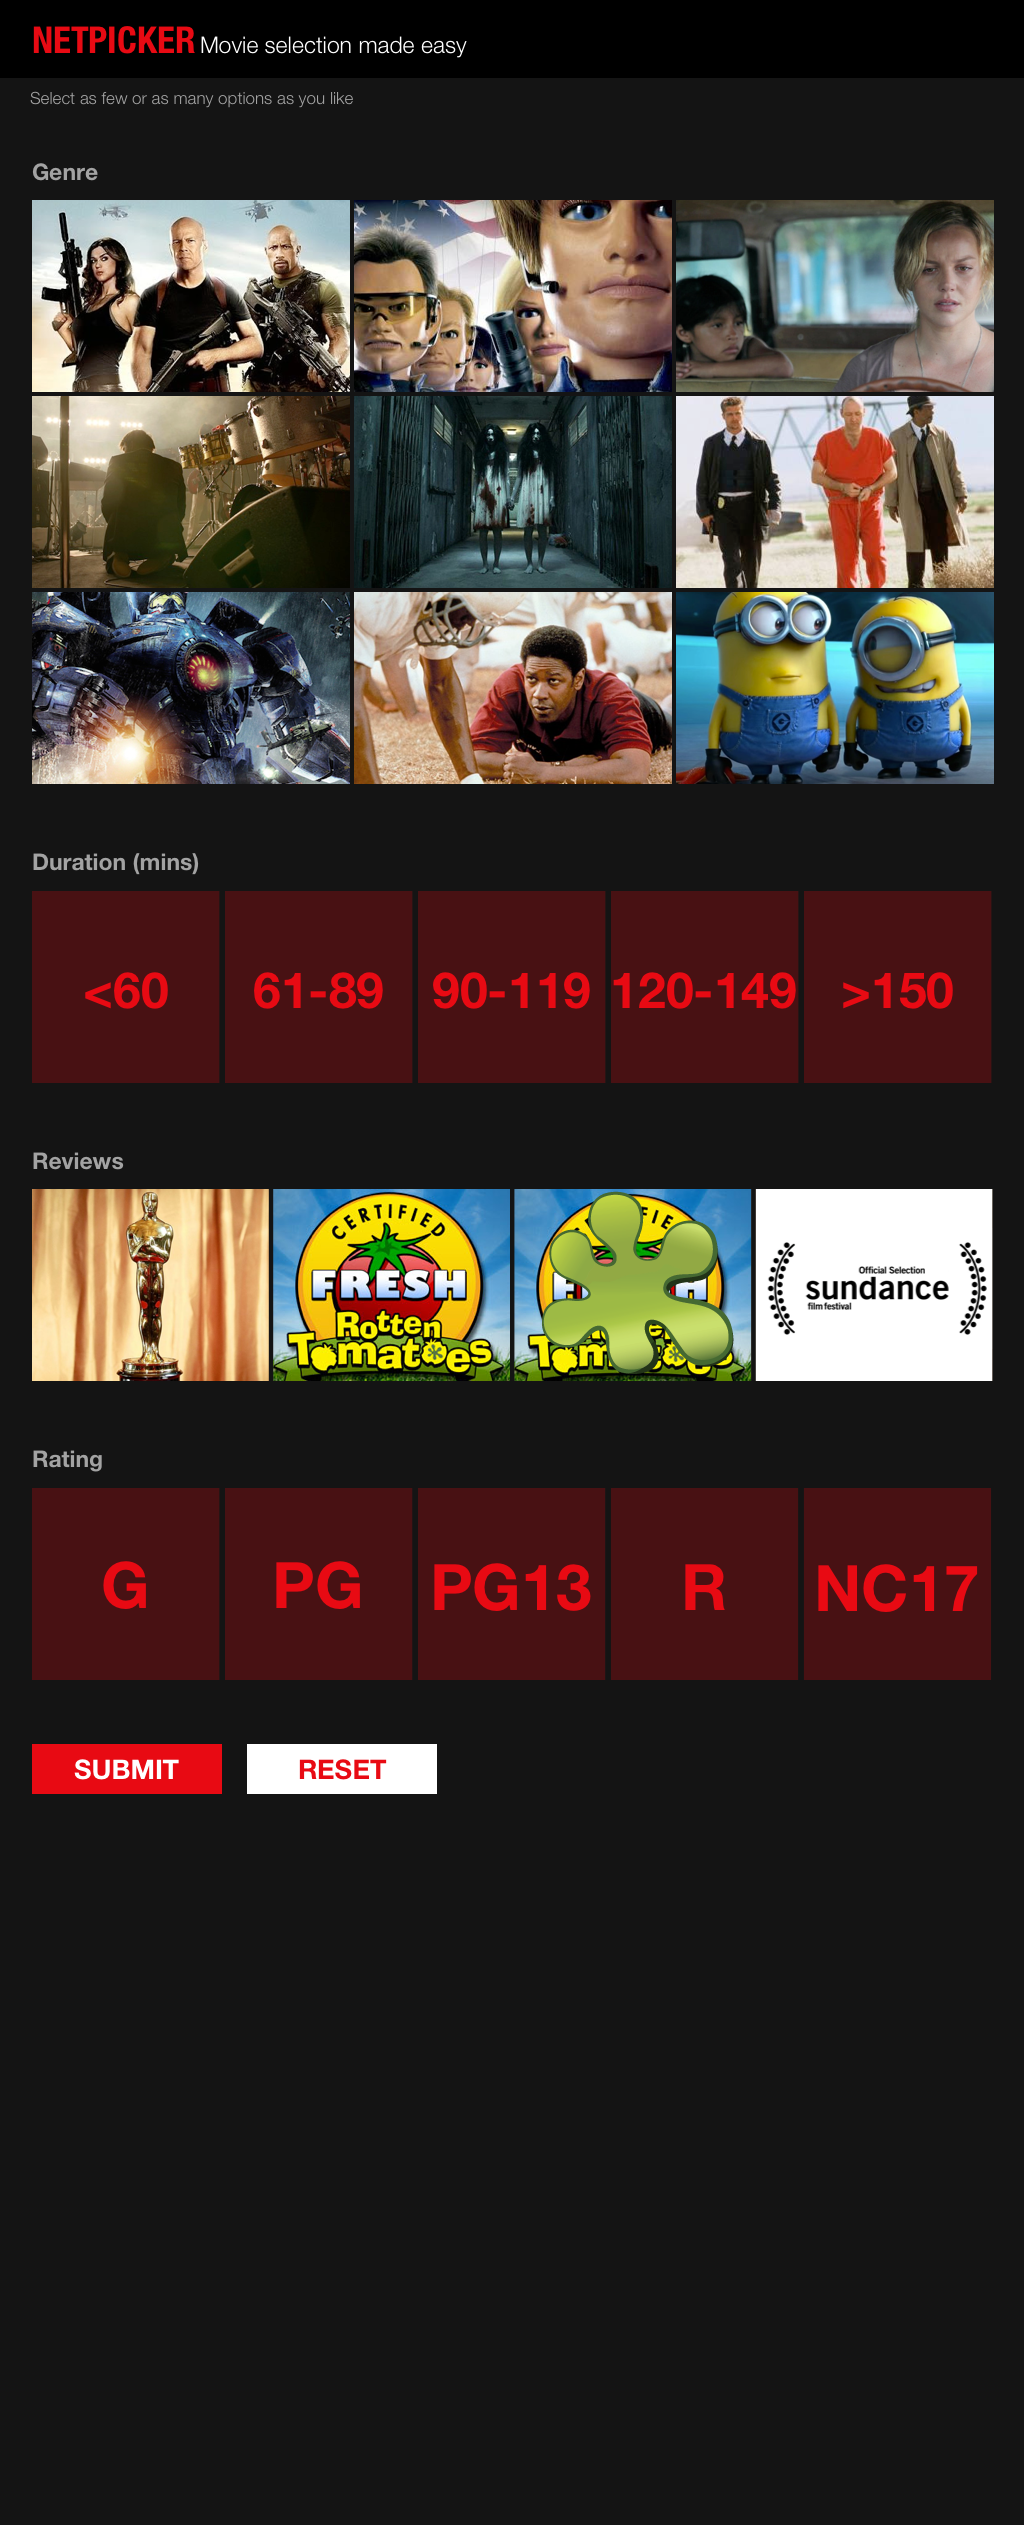 NETPICKER Movie selection made easy
Select as few or as many options as you like
Genre
Duration (mins)
<60 61-89 90-119 120-149 >150
Reviews
CERTIFIED
FRESH
Rotten
Tomatoes
Official Selection
sundance
film festival
Rating
G PG PG13 R NC17
SUBMIT RESET